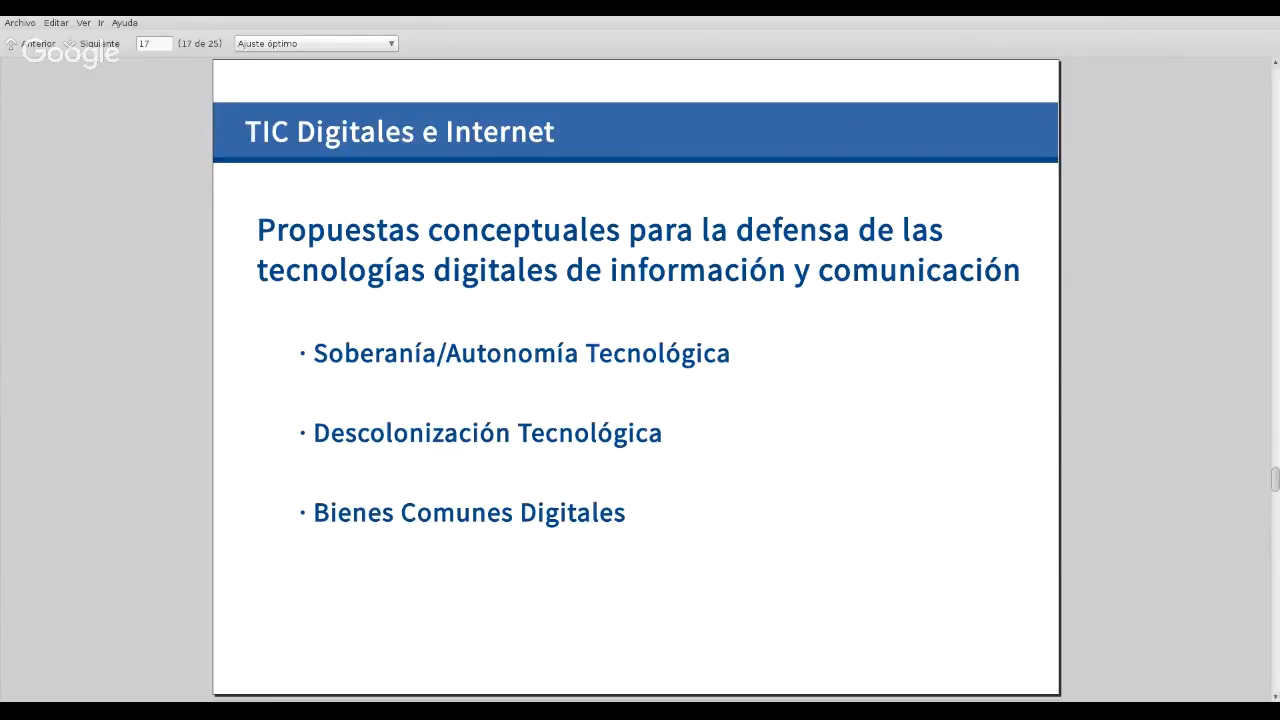 Archivo Editar Ver Ir Ayuda
Anterior Siguiente 17 (17 de 25) Ajuste óptimo
Google
TIC Digitales e Internet
Propuestas conceptuales para la defensa de las
tecnologías digitales de información y comunicación
· Soberanía/Autonomía Tecnológica
· Descolonización Tecnológica
· Bienes Comunes Digitales